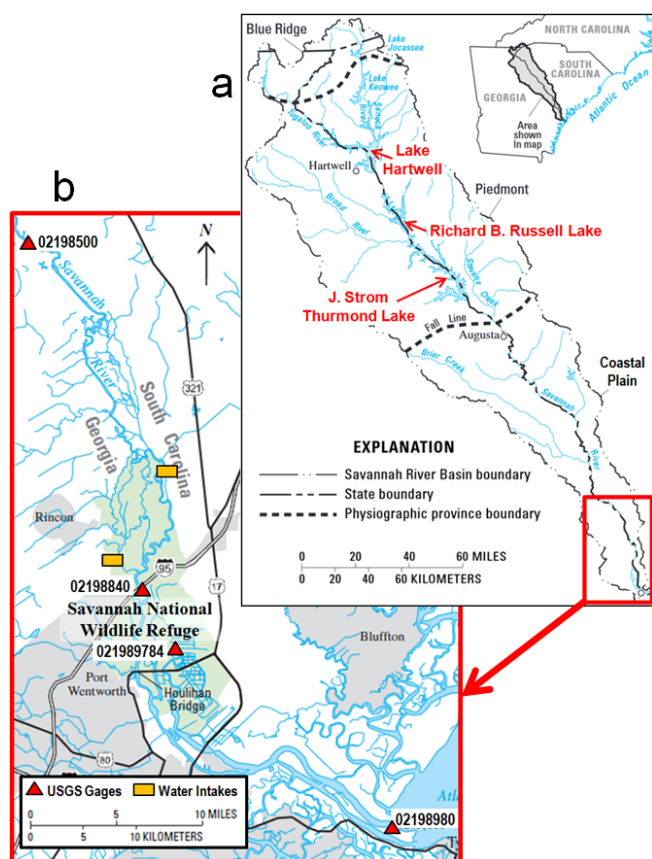 a
NORTH CAROLINA
SOUTH
CAROLINA
GEORGIA
Atlantic Ocean
Area
shown
In map
Blue Ridge
Lake
Jocassee
Lake
Keowee
Seneca
River
Tugaloo River
Hartwell
Lake
Hartwell
Piedmont
Broad
River
Richard B. Russell Lake
Stevens
Creek
J. Strom
Thurmond Lake
Fall Line
Augusta
Brier Creek
Savannah
River
Coastal
Plain
EXPLANATION
Savannah River Basin boundary
State boundary
Physiographic province boundary
0 20 40 60 MILES
0 20 40 60 KILOMETERS
b
02198500
N
Savannah
River
321
South
Carolina
Georgia
Rincon
95
17
02198840
Savannah National
Wildlife Refuge
021989784
Bluffton
Port
Wentworth
Houlihan
Bridge
80
02198980
USGS Gages
Water Intakes
0 5 10 MILES
0 5 10 KILOMETERS